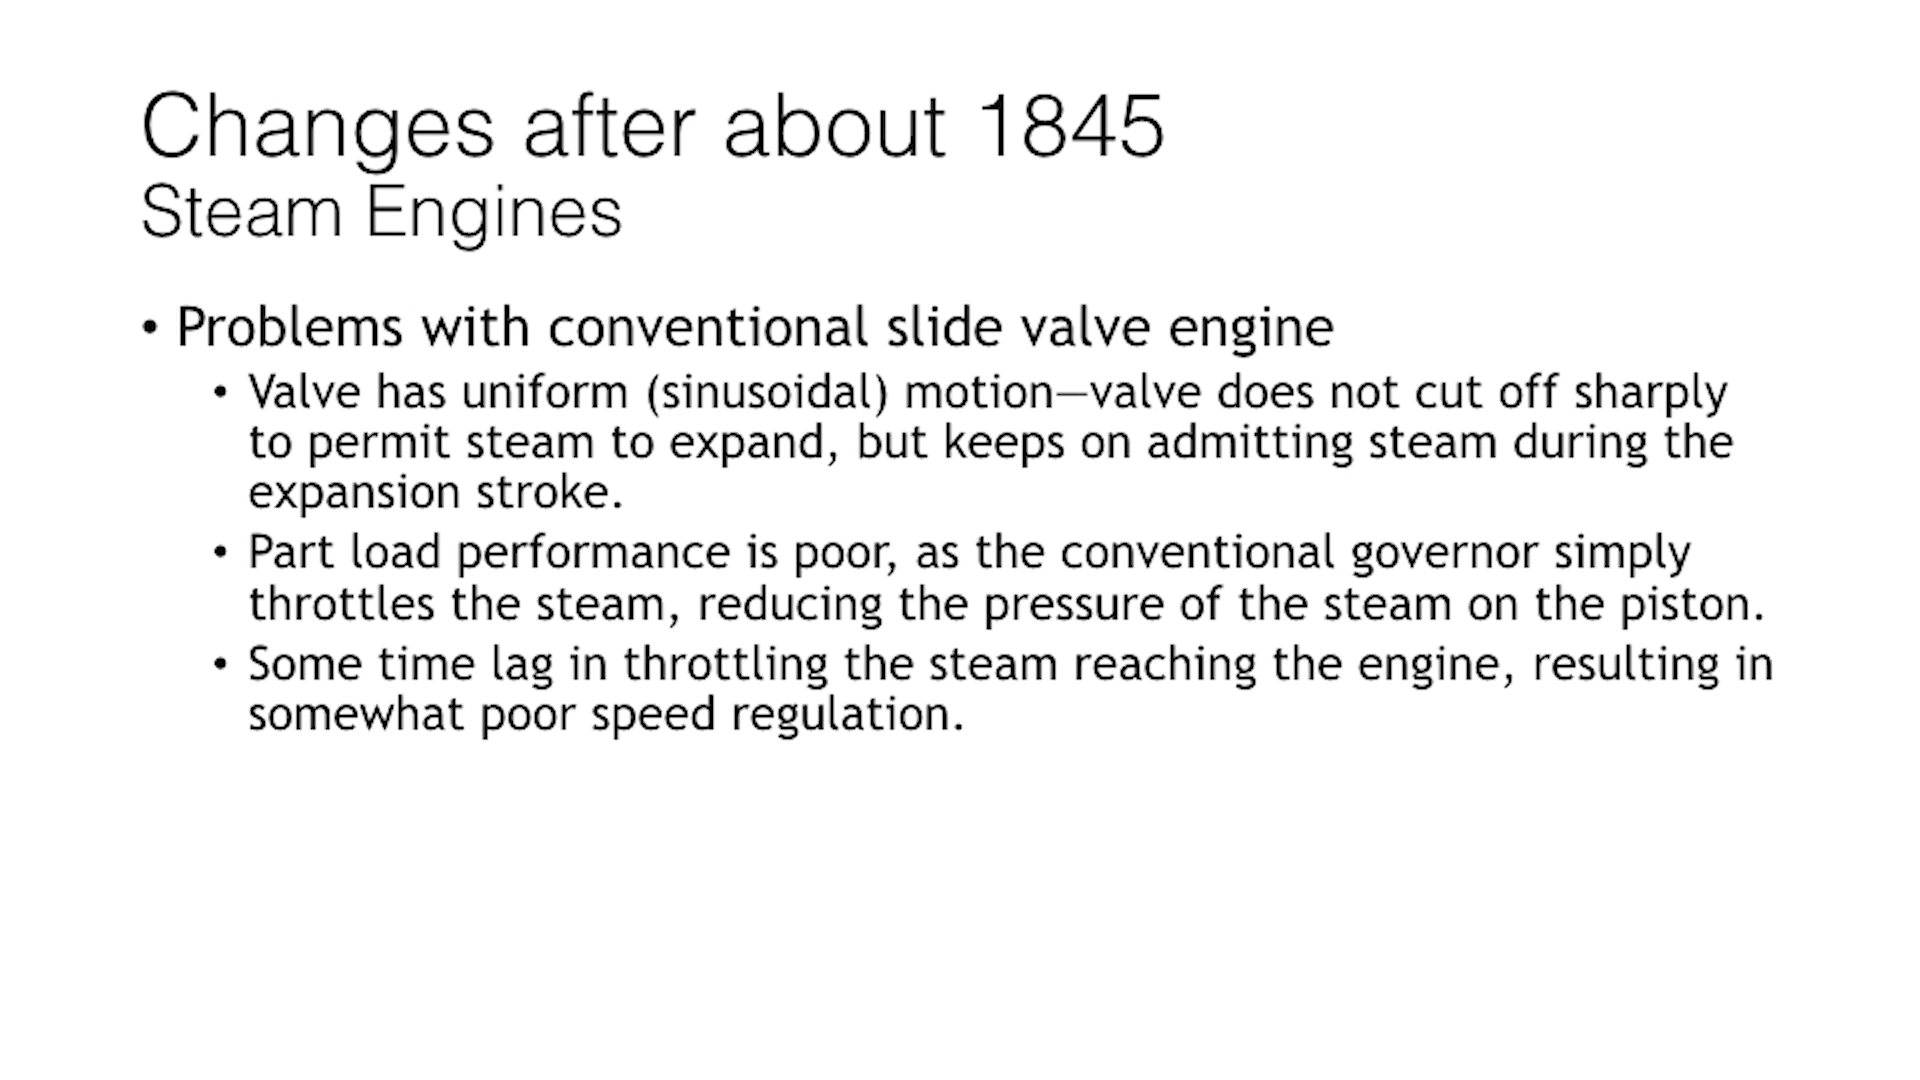 Changes after about 1845
Steam Engines
• Problems with conventional slide valve engine
• Valve has uniform (sinusoidal) motion—valve does not cut off sharply
to permit steam to expand, but keeps on admitting steam during the
expansion stroke.
• Part load performance is poor, as the conventional governor simply
throttles the steam, reducing the pressure of the steam on the piston.
• Some time lag in throttling the steam reaching the engine, resulting in
somewhat poor speed regulation.